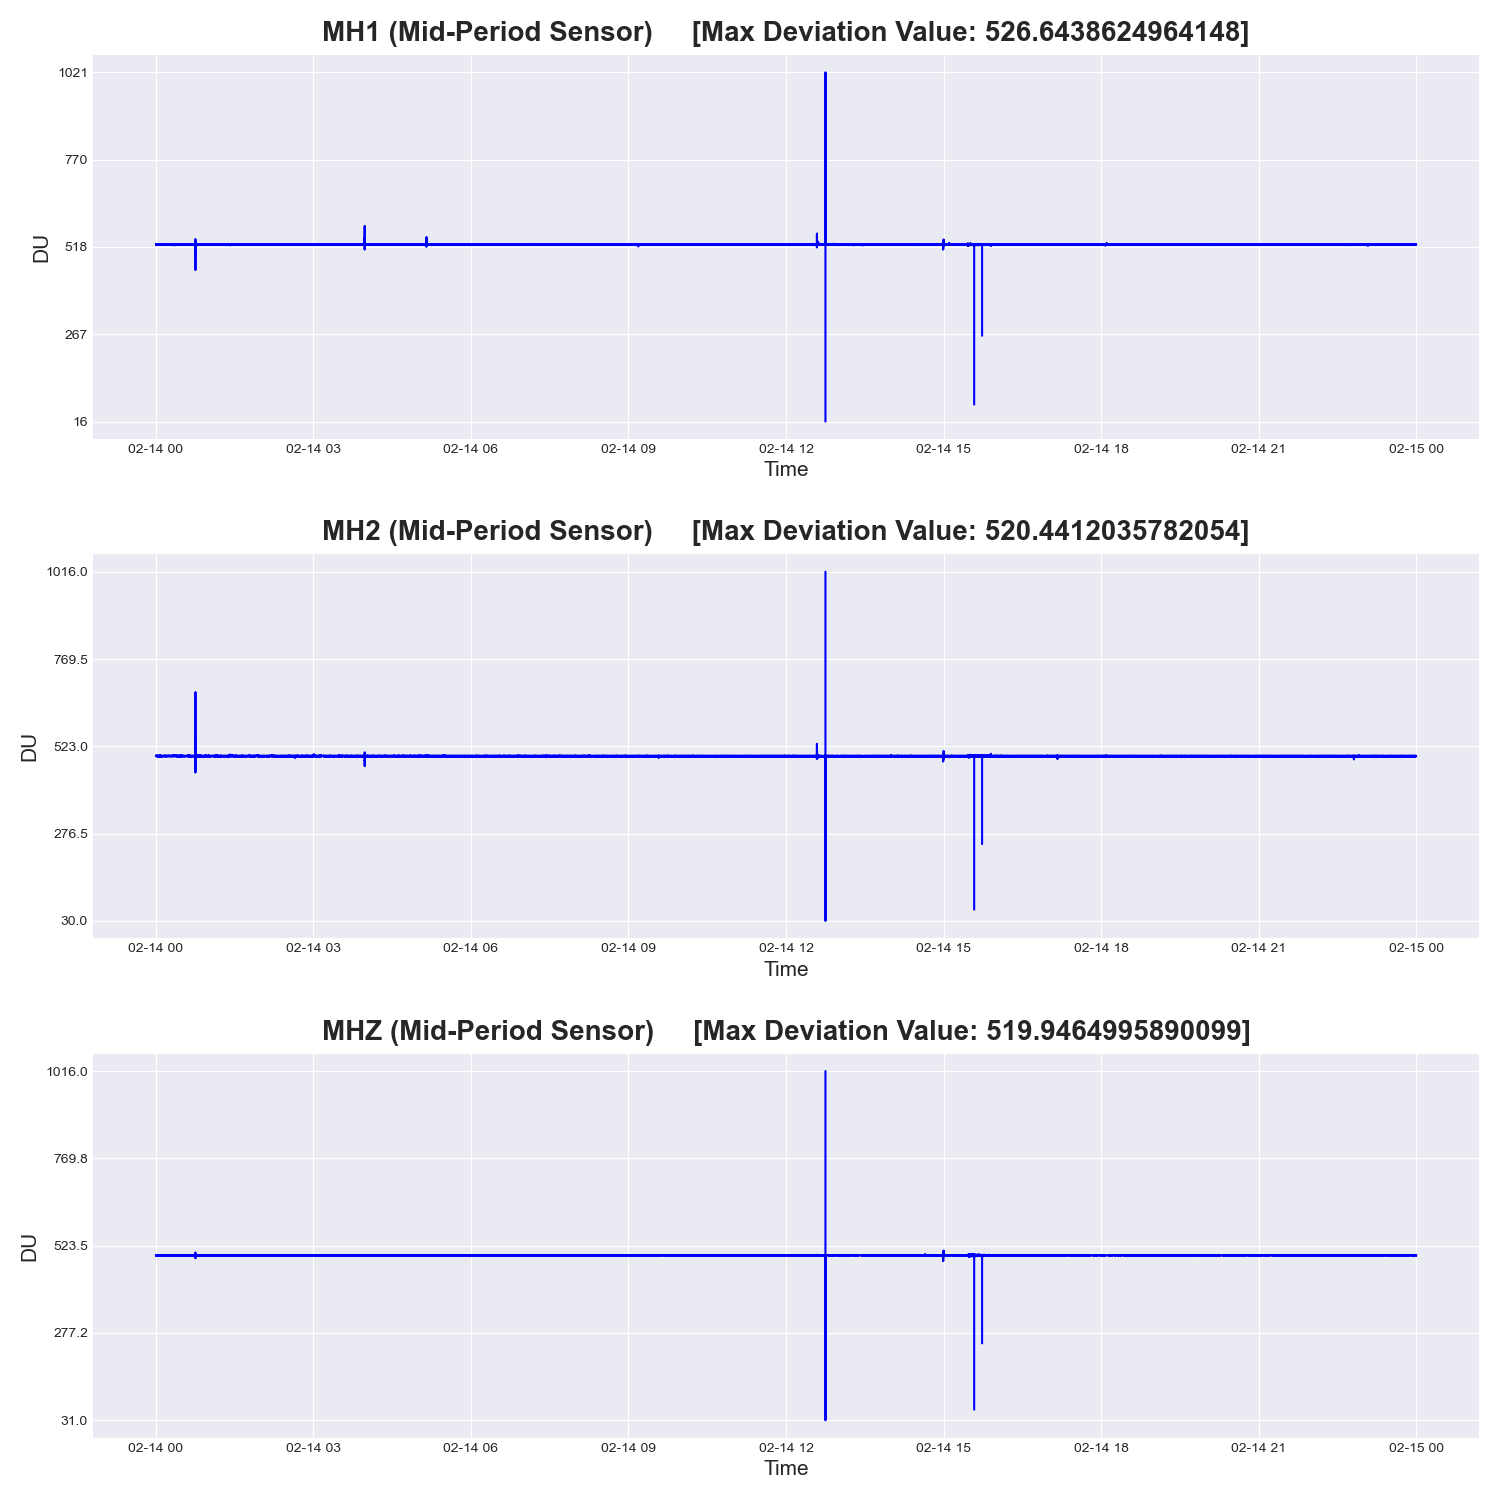 MH1 (Mid-Period Sensor) [Max Deviation Value: 526.6438624964148]
1021
770
518
267
16
DU
02-14 00 02-14 03 02-14 06 02-14 09 02-14 12 02-14 15 02-14 18 02-14 21 02-15 00
Time
MH2 (Mid-Period Sensor) [Max Deviation Value: 520.4412035782054]
1016.0
769.5
523.0
276.5
30.0
DU
02-14 00 02-14 03 02-14 06 02-14 09 02-14 12 02-14 15 02-14 18 02-14 21 02-15 00
Time
MHZ (Mid-Period Sensor) [Max Deviation Value: 519.9464995890099]
1016.0
769.8
523.5
277.2
31.0
DU
02-14 00 02-14 03 02-14 06 02-14 09 02-14 12 02-14 15 02-14 18 02-14 21 02-15 00
Time